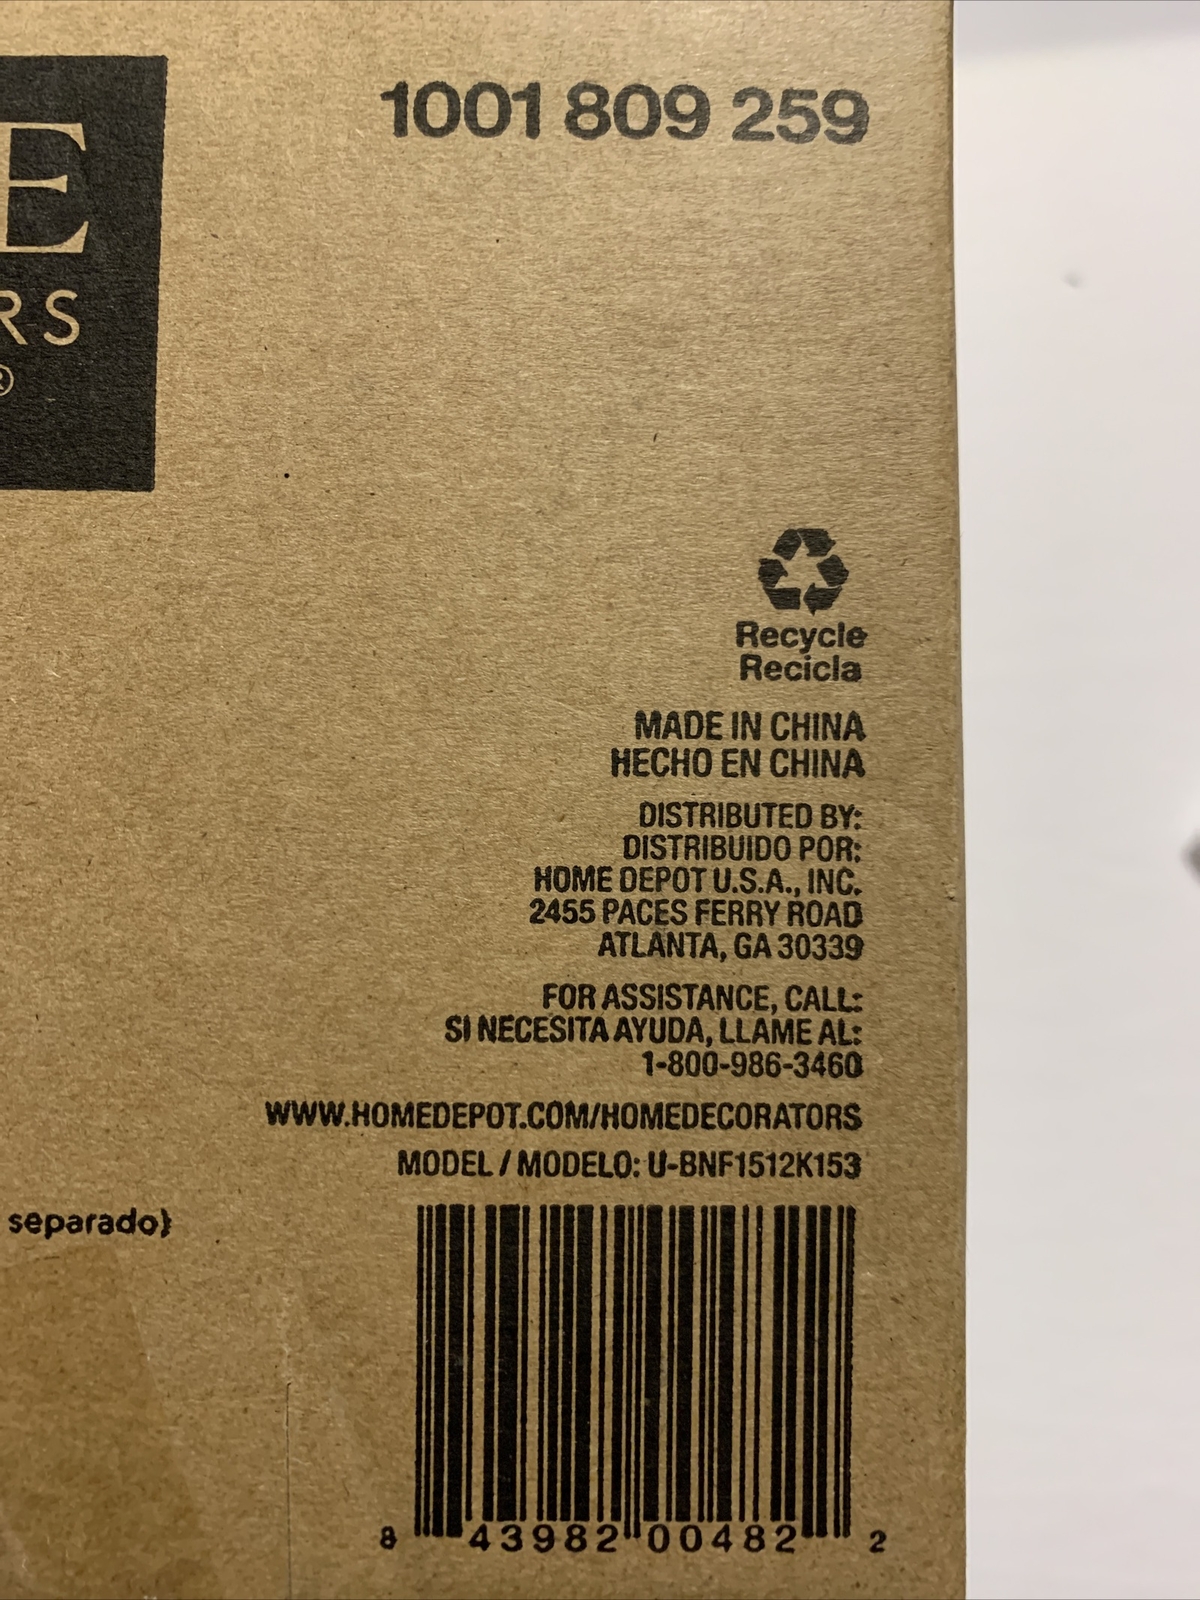 1001 809 259
E
RS
®
Recycle
Recicla
MADE IN CHINA
HECHO EN CHINA
DISTRIBUTED BY:
DISTRIBUIDO POR:
HOME DEPOT U.S.A., INC.
2455 PACES FERRY ROAD
ATLANTA, GA 30339
FOR ASSISTANCE, CALL:
SI NECESITA AYUDA, LLAME AL:
1-800-986-3460
WWW.HOMEDEPOT.COM/HOMEDECORATORS
MODEL / MODELO: U-BNF1512K153
separado)
8 43982 00482 2